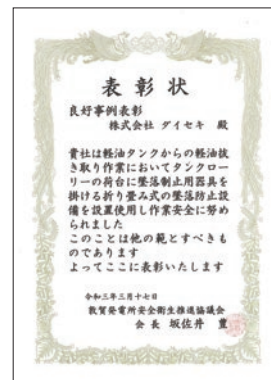 表彰状
良好事例表彰
株式会社 ダイセキ 殿
貴社は軽油タンクからの軽油抜
き取り作業においてタンクロー
リーの荷台に墜落制止用器具を
掛ける折り畳み式の墜落防止設
備を設置使用し作業安全に努め
られました
このことは他の範とすべきも
のであります
よってここに表彰いたします
令和三年三月十七日
敦賀発電所安全衛生推進協議会
会長 坂佐井 豊